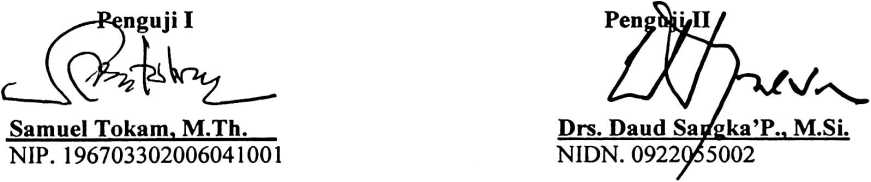 Penguji I
Samuel Tokam, M.Th.
NIP. 196703302006041001
Penguji II
Drs. Daud Sangka'P., M.Si.
NIDN. 0922055002